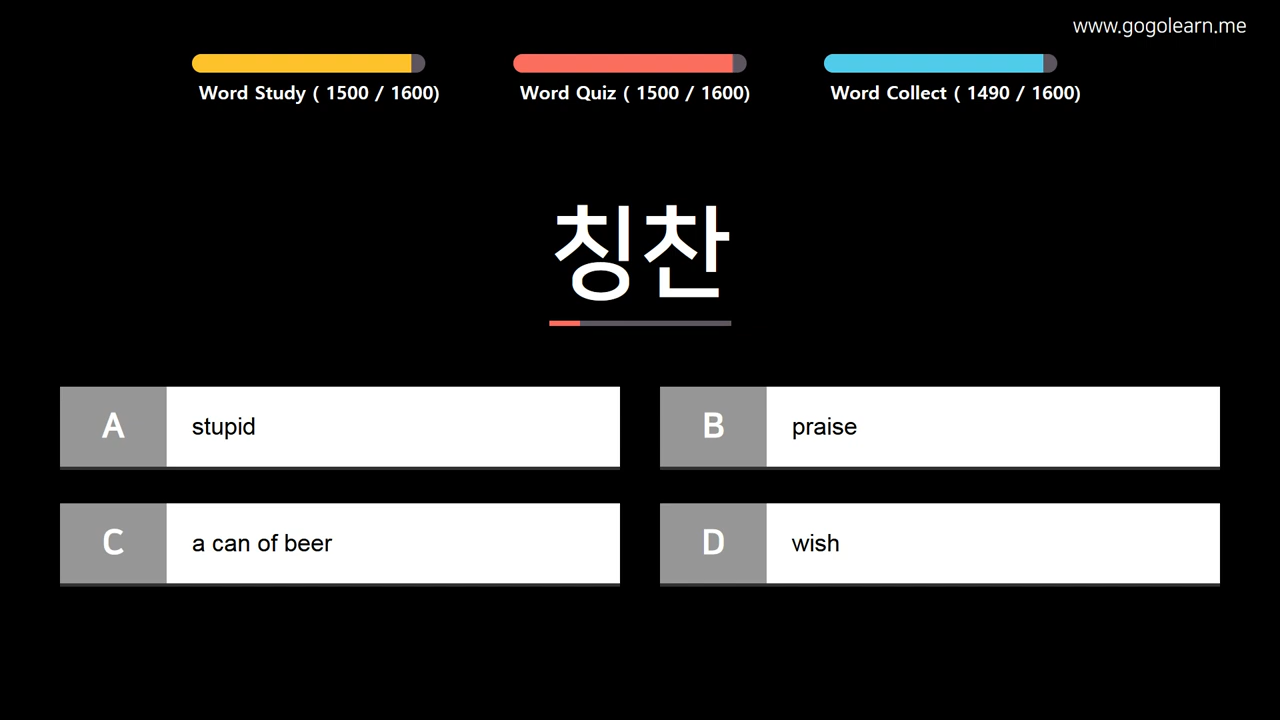 www.gogolearn.me
Word Study ( 1500 / 1600)
Word Quiz ( 1500 / 1600)
Word Collect ( 1490 / 1600)
칭찬
A stupid
B praise
C a can of beer
D wish